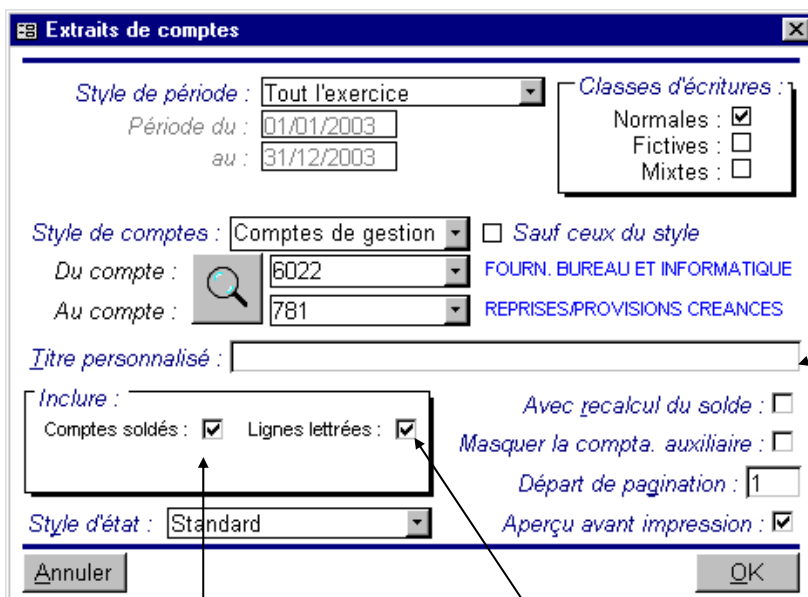 Extraits de comptes
Style de période : Tout l'exercice
Période du : 01/01/2003
au : 31/12/2003
Classes d'écritures :
Normales :
Fictives :
Mixtes :
Style de comptes : Comptes de gestion Sauf ceux du style
Du compte : 6022 FOURN. BUREAU ET INFORMATIQUE
Au compte : 781 REPRISES/PROVISIONS CREANCES
Titre personnalisé :
Inclure :
Comptes soldés : Lignes lettrées :
Avec recalcul du solde :
Masquer la compta. auxiliaire :
Départ de pagination : 1
Style d'état : Standard
Aperçu avant impression :
Annuler OK